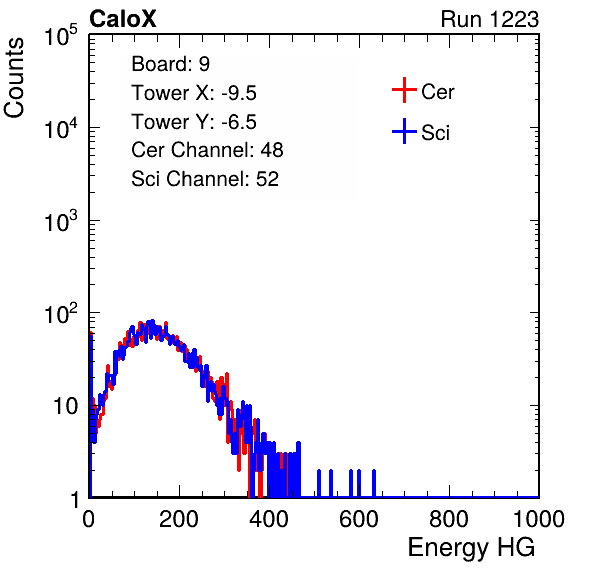 CaloX Run 1223
Counts
10^5
10^4
10^3
10^2
10
1
Board: 9
Tower X: -9.5
Tower Y: -6.5
Cer Channel: 48
Sci Channel: 52
Cer
Sci
0 200 400 600 800 1000
Energy HG